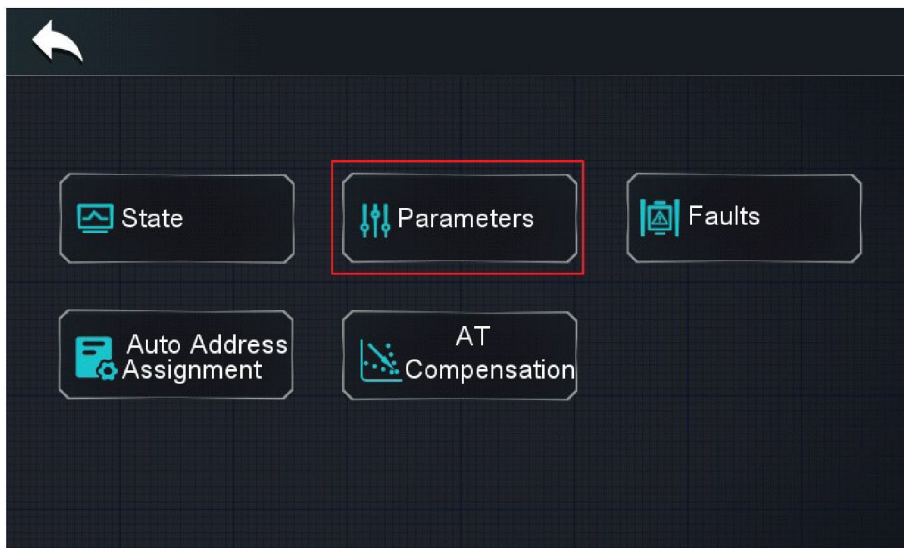 State
Parameters
Faults
Auto Address
Assignment
AT
Compensation